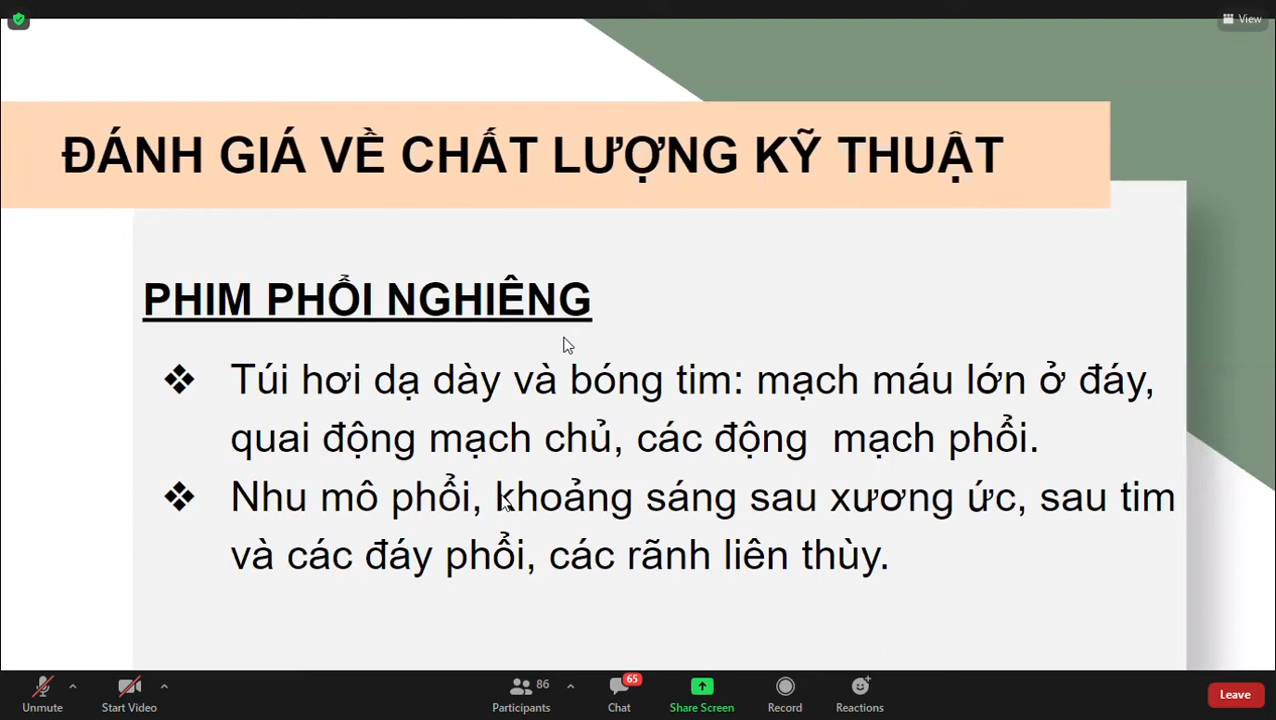 View
ĐÁNH GIÁ VỀ CHẤT LƯỢNG KỸ THUẬT
PHIM PHỔI NGHIÊNG
❖ Túi hơi dạ dày và bóng tim: mạch máu lớn ở đáy,
quai động mạch chủ, các động mạch phổi.
❖ Nhu mô phổi, khoảng sáng sau xương ức, sau tim
và các đáy phổi, các rãnh liên thùy.
86
65
Unmute
Start Video
Participants
Chat
Share Screen
Record
Reactions
Leave